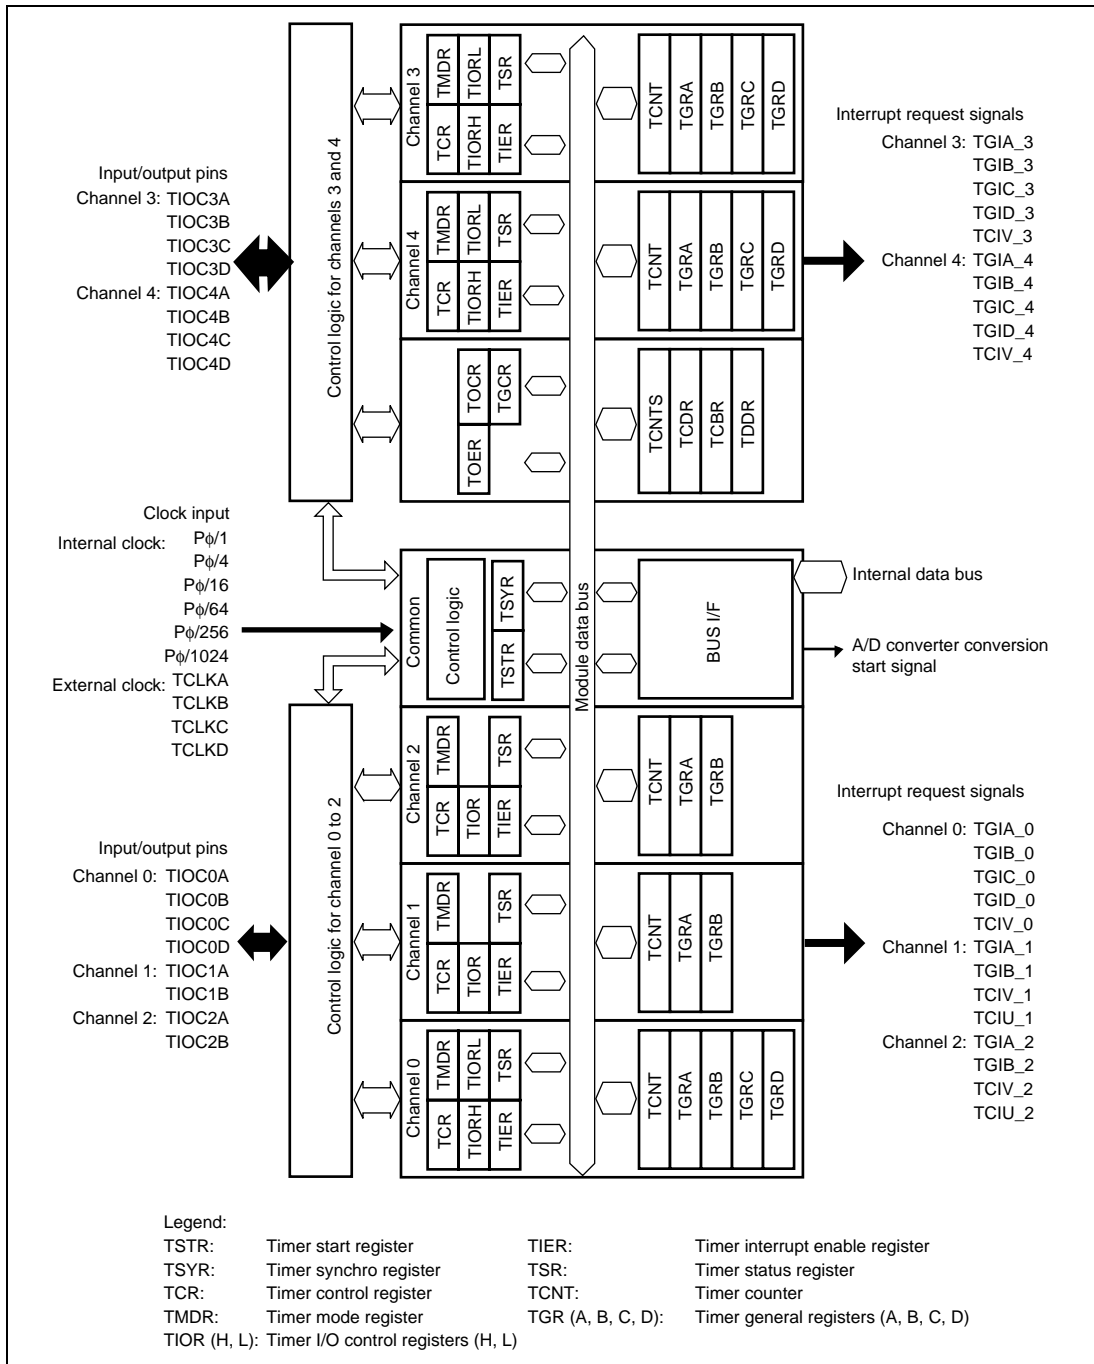 Input/output pins
Channel 3: TIOC3A
TIOC3B
TIOC3C
TIOC3D
Channel 4: TIOC4A
TIOC4B
TIOC4C
TIOC4D
Clock input
Internal clock: Pφ/1
Pφ/4
Pφ/16
Pφ/64
Pφ/256
Pφ/1024
External clock: TCLKA
TCLKB
TCLKC
TCLKD
Input/output pins
Channel 0: TIOC0A
TIOC0B
TIOC0C
TIOC0D
Channel 1: TIOC1A
TIOC1B
Channel 2: TIOC2A
TIOC2B
Control logic for channels 3 and 4
Control logic for channel 0 to 2
Channel 3
TMDR
TIORL
TSR
TCR
TIORH
TIER
TCNT
TGRA
TGRB
TGRC
TGRD
Channel 4
TMDR
TIORL
TSR
TCR
TIORH
TIER
TCNT
TGRA
TGRB
TGRC
TGRD
TOCR
TGCR
TOER
TCNTS
TCDR
TCBR
TDDR
Common
Control logic
TSYR
TSTR
Module data bus
BUS I/F
Channel 2
TMDR
TSR
TCR
TIOR
TIER
TCNT
TGRA
TGRB
Channel 1
TMDR
TSR
TCR
TIOR
TIER
TCNT
TGRA
TGRB
Channel 0
TMDR
TIORL
TSR
TCR
TIORH
TIER
TCNT
TGRA
TGRB
TGRC
TGRD
Interrupt request signals
Channel 3: TGIA_3
TGIB_3
TGIC_3
TGID_3
TCIV_3
Channel 4: TGIA_4
TGIB_4
TGIC_4
TGID_4
TCIV_4
Internal data bus
A/D converter conversion
start signal
Interrupt request signals
Channel 0: TGIA_0
TGIB_0
TGIC_0
TGID_0
TCIV_0
Channel 1: TGIA_1
TGIB_1
TCIV_1
TCIU_1
Channel 2: TGIA_2
TGIB_2
TCIV_2
TCIU_2
Legend:
TSTR: Timer start register
TSYR: Timer synchro register
TCR: Timer control register
TMDR: Timer mode register
TIOR (H, L): Timer I/O control registers (H, L)
TIER: Timer interrupt enable register
TSR: Timer status register
TCNT: Timer counter
TGR (A, B, C, D): Timer general registers (A, B, C, D)